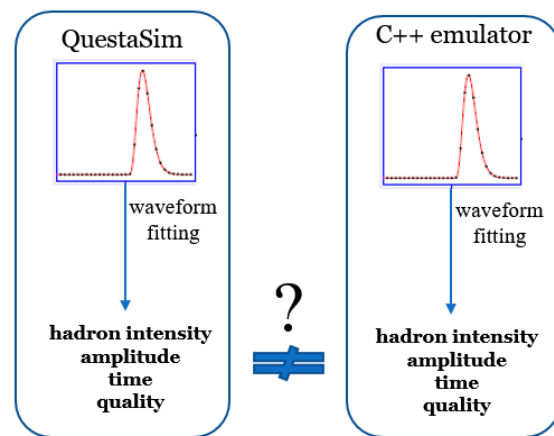 QuestaSim
waveform
fitting
hadron intensity
amplitude
time
quality
?
C++ emulator
waveform
fitting
hadron intensity
amplitude
time
quality